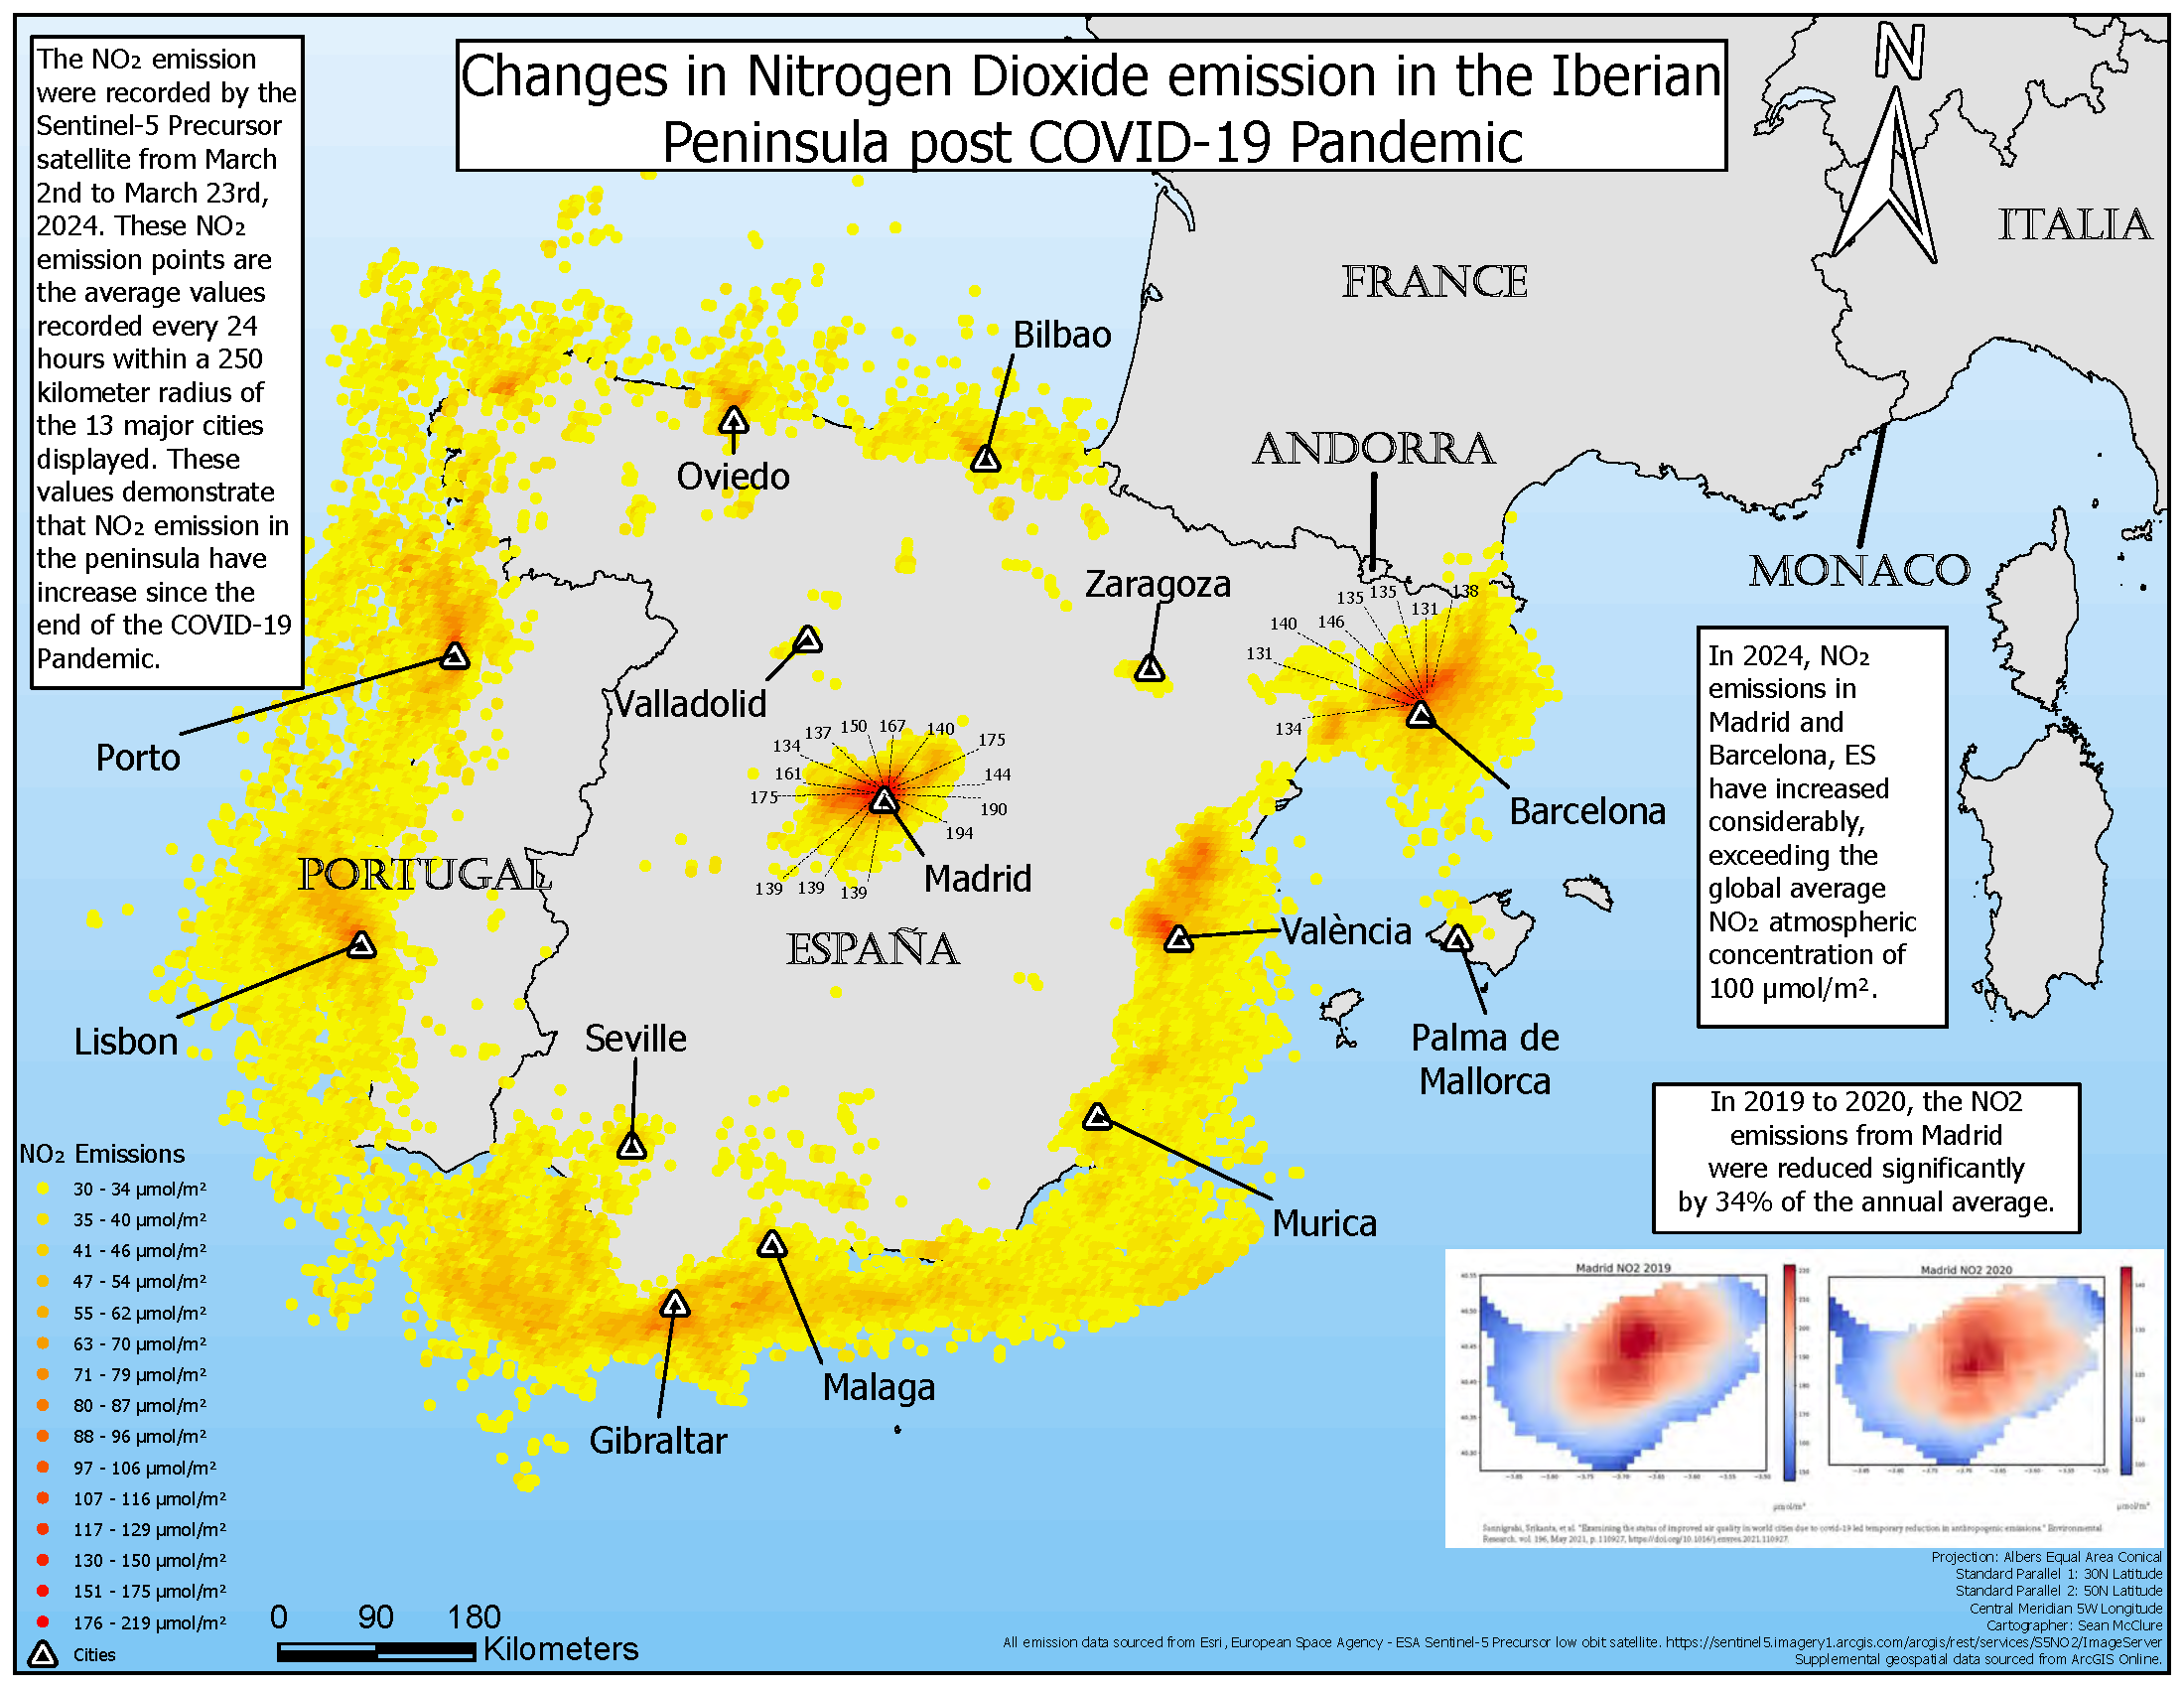 Changes in Nitrogen Dioxide emission in the Iberian
Peninsula post COVID-19 Pandemic
The NO₂ emission
were recorded by the
Sentinel-5 Precursor
satellite from March
2nd to March 23rd,
2024. These NO₂
emission points are
the average values
recorded every 24
hours within a 250
kilometer radius of
the 13 major cities
displayed. These
values demonstrate
that NO₂ emission in
the peninsula have
increase since the
end of the COVID-19
Pandemic.
N
ITALIA
FRANCE
ANDORRA
MONACO
PORTUGAL
ESPAÑA
Bilbao
Oviedo
Zaragoza
Valladolid
Porto
Barcelona
Madrid
València
Lisbon
Seville
Palma de
Mallorca
Murica
Malaga
Gibraltar
135
135
138
131
146
140
131
134
150
167
140
137
175
134
161
144
175
190
194
139
139
139
In 2024, NO₂
emissions in
Madrid and
Barcelona, ES
have increased
considerably,
exceeding the
global average
NO₂ atmospheric
concentration of
100 µmol/m².
In 2019 to 2020, the NO2
emissions from Madrid
were reduced significantly
by 34% of the annual average.
Madrid NO2 2019
Madrid NO2 2020
µmol/m²
µmol/m²
Sannigrahi, Srikanta, et al. "Examining the status of improved air quality in world cities due to covid-19 led temporary reduction in anthropogenic emissions." Environmental
Research, vol. 196, May 2021, p. 110927, https://doi.org/10.1016/j.envres.2021.110927.
NO₂ Emissions
30 - 34 µmol/m²
35 - 40 µmol/m²
41 - 46 µmol/m²
47 - 54 µmol/m²
55 - 62 µmol/m²
63 - 70 µmol/m²
71 - 79 µmol/m²
80 - 87 µmol/m²
88 - 96 µmol/m²
97 - 106 µmol/m²
107 - 116 µmol/m²
117 - 129 µmol/m²
130 - 150 µmol/m²
151 - 175 µmol/m²
176 - 219 µmol/m²
Cities
0 90 180
Kilometers
Projection: Albers Equal Area Conical
Standard Parallel 1: 30N Latitude
Standard Parallel 2: 50N Latitude
Central Meridian 5W Longitude
Cartographer: Sean McClure
All emission data sourced from Esri, European Space Agency - ESA Sentinel-5 Precursor low obit satellite. https://sentinel5.imagery1.arcgis.com/arcgis/rest/services/S5NO2/ImageServer
Supplemental geospatial data sourced from ArcGIS Online.